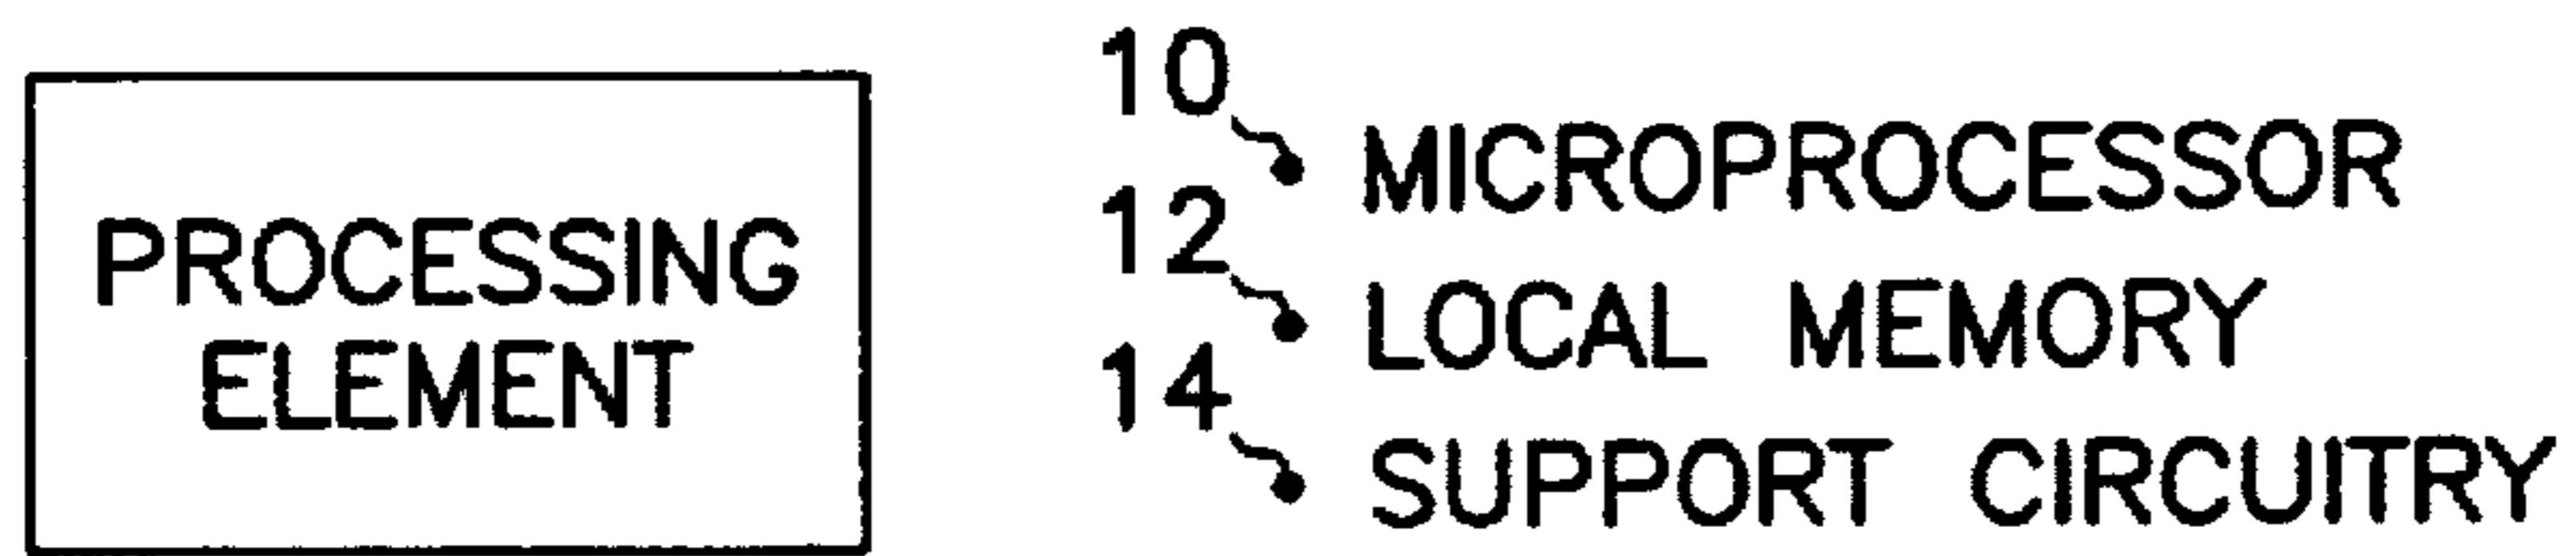 PROCESSING
ELEMENT
10
MICROPROCESSOR
12
LOCAL MEMORY
14
SUPPORT CIRCUITRY